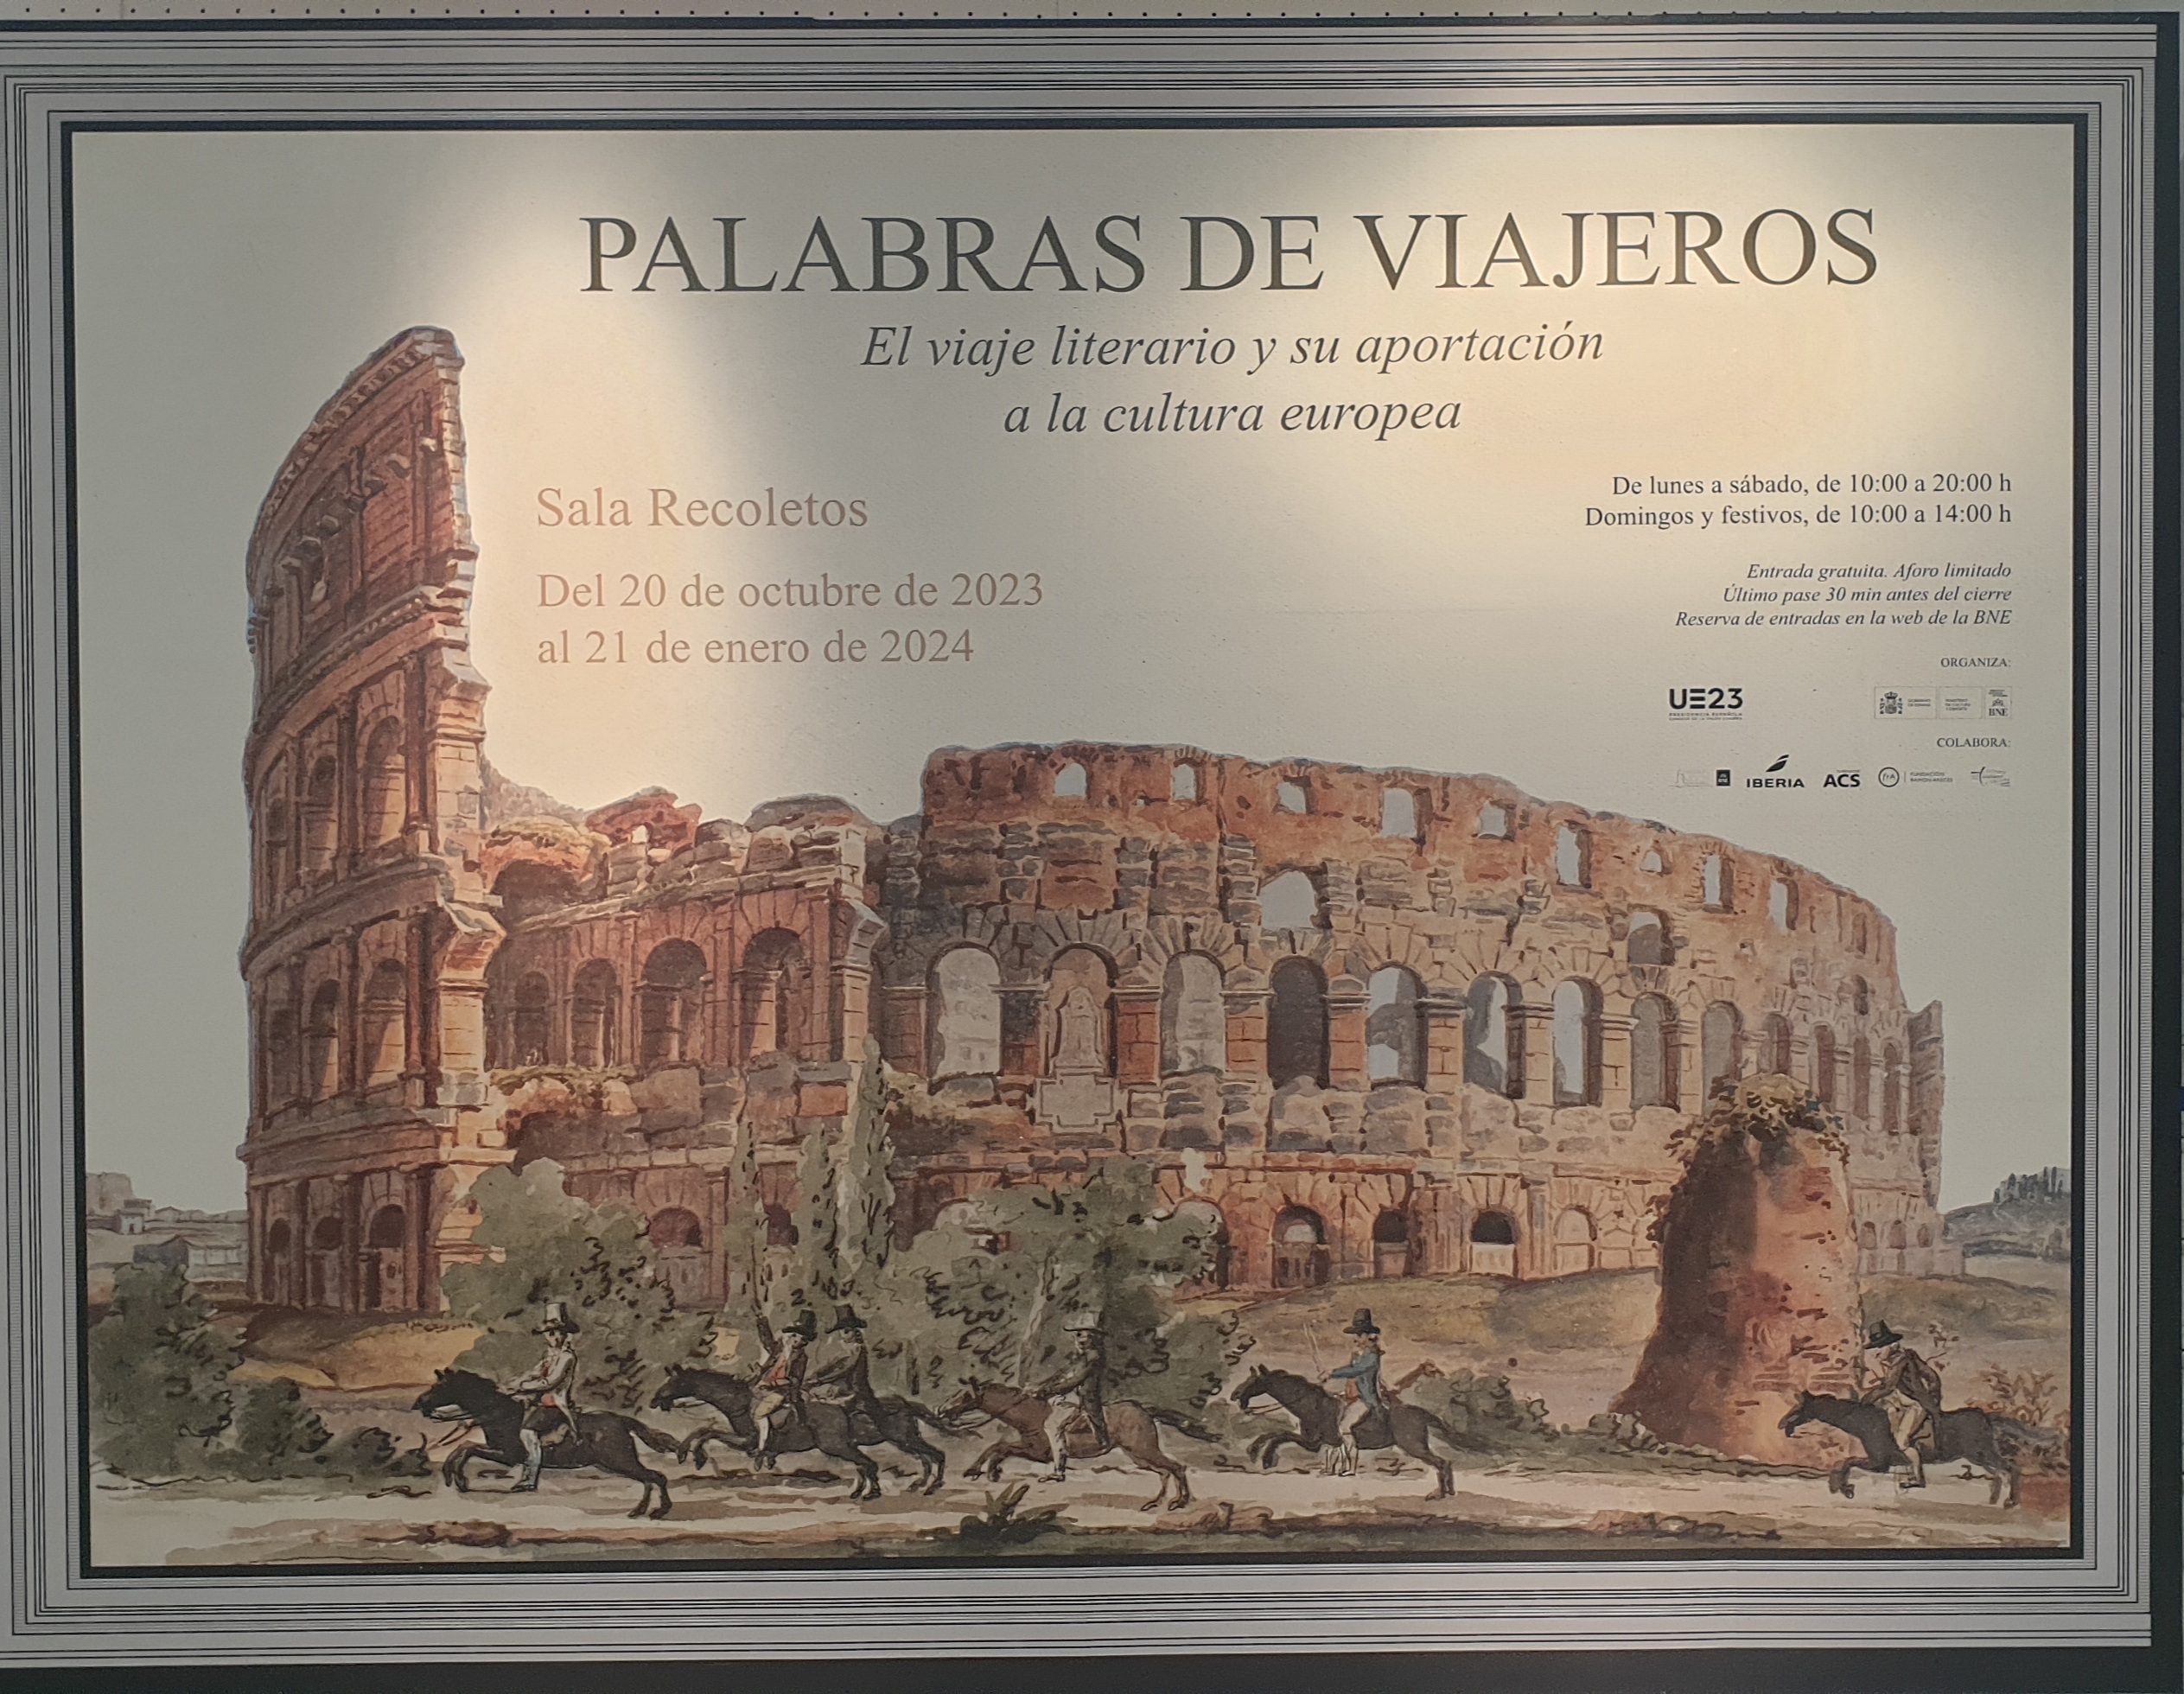 PALABRAS DE VIAJEROS
El viaje literario y su aportación
a la cultura europea
Sala Recoletos
Del 20 de octubre de 2023
al 21 de enero de 2024
De lunes a sábado, de 10:00 a 20:00 h
Domingos y festivos, de 10:00 a 14:00 h
Entrada gratuita. Aforo limitado
Último pase 30 min antes del cierre
Reserva de entradas en la web de la BNE
ORGANIZA:
UE23
BNE
COLABORA:
IBERIA
ACS